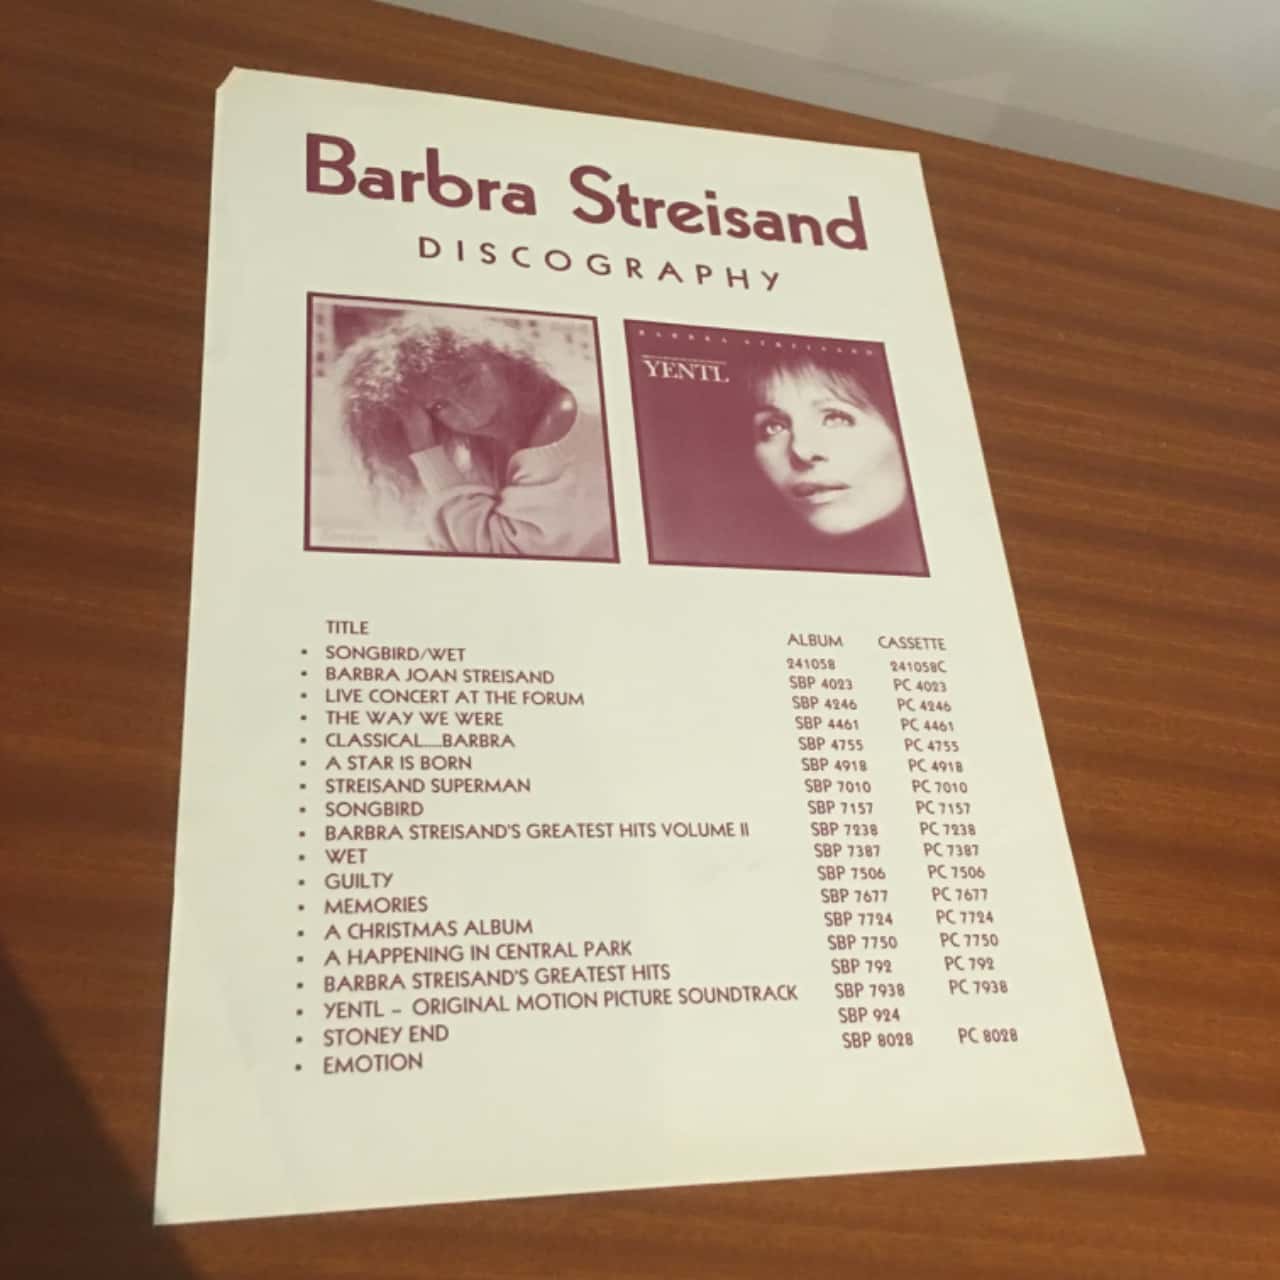 Barbra Streisand
DISCOGRAPHY
BARBRA STREISAND
YENTL
TITLE ALBUM CASSETTE
• SONGBIRD/WET 241058 241058C
• BARBRA JOAN STREISAND SBP 4023 PC 4023
• LIVE CONCERT AT THE FORUM SBP 4246 PC 4246
• THE WAY WE WERE SBP 4461 PC 4461
• CLASSICAL....BARBRA SBP 4755 PC 4755
• A STAR IS BORN SBP 4918 PC 4918
• STREISAND SUPERMAN SBP 7010 PC 7010
• SONGBIRD SBP 7157 PC 7157
• BARBRA STREISAND'S GREATEST HITS VOLUME II SBP 7238 PC 7238
• WET SBP 7387 PC 7387
• GUILTY SBP 7506 PC 7506
• MEMORIES SBP 7677 PC 7677
• A CHRISTMAS ALBUM SBP 7724 PC 7724
• A HAPPENING IN CENTRAL PARK SBP 7750 PC 7750
• BARBRA STREISAND'S GREATEST HITS SBP 792 PC 792
• YENTL – ORIGINAL MOTION PICTURE SOUNDTRACK SBP 7938 PC 7938
• STONEY END SBP 924
• EMOTION SBP 8028 PC 8028